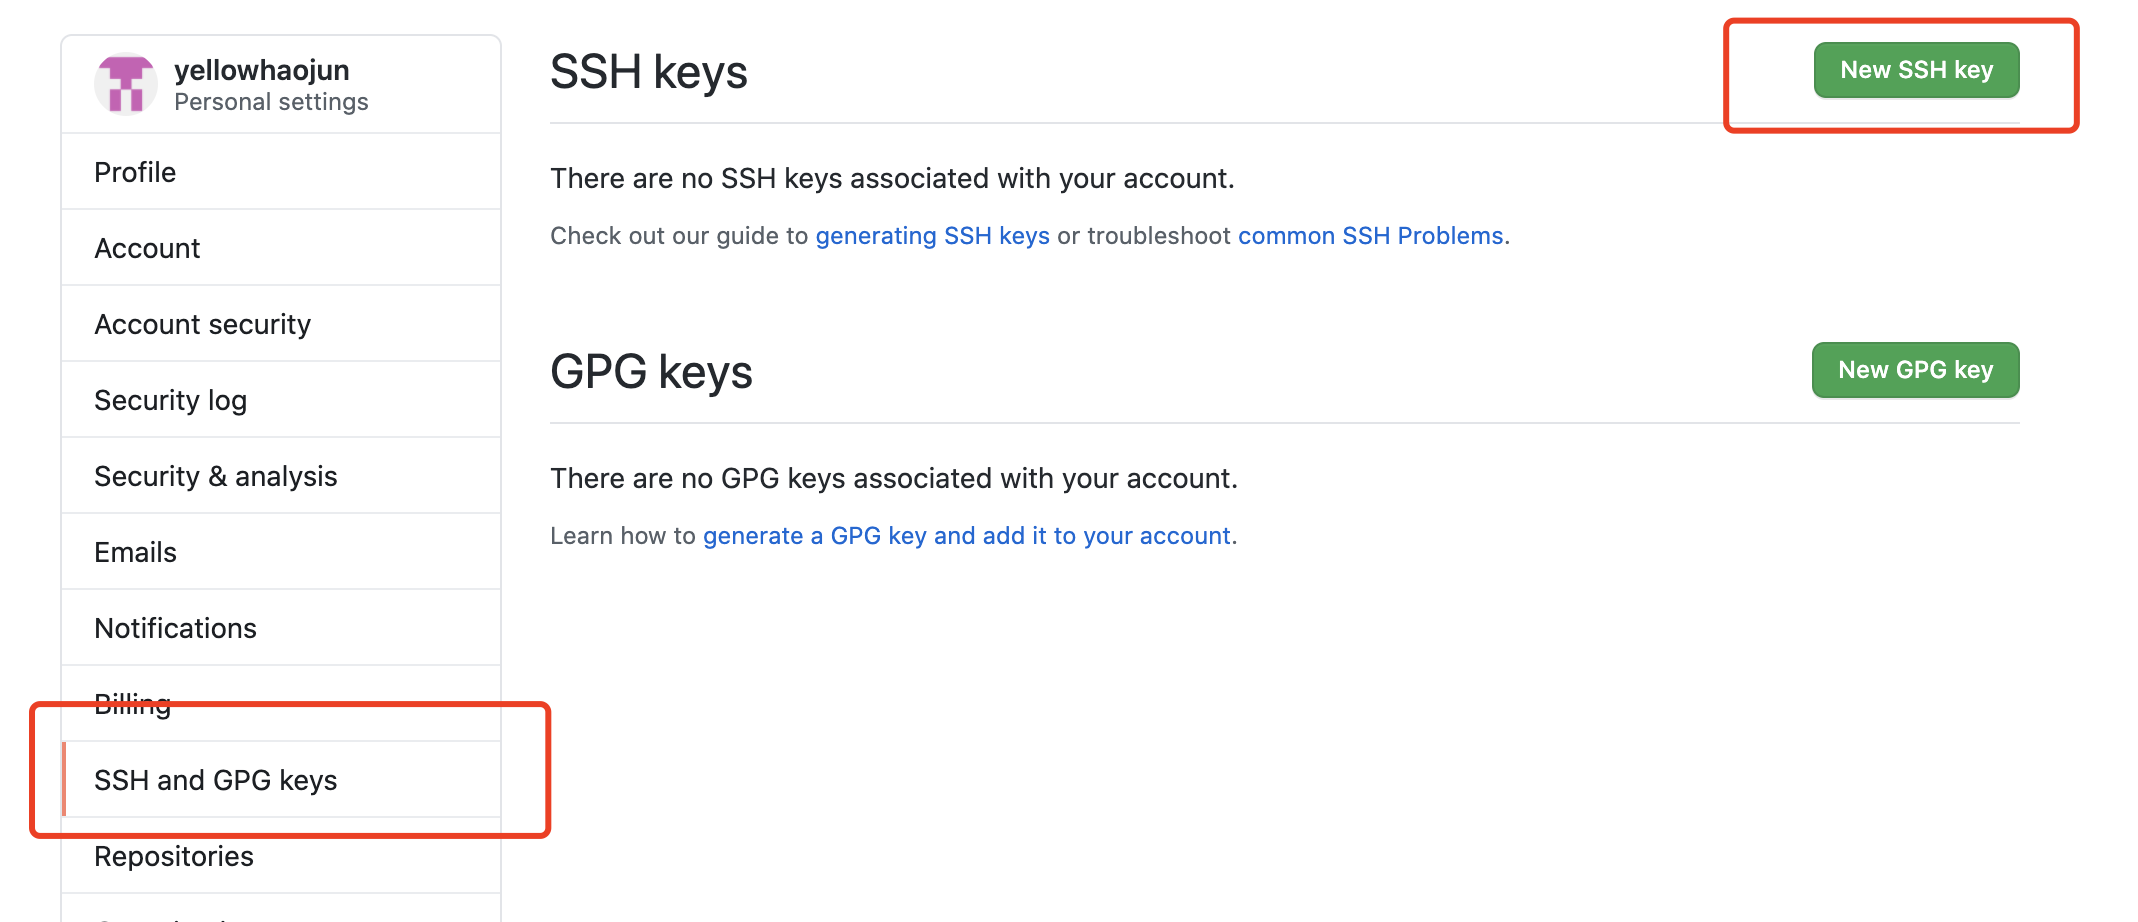 yellowhaojun
Personal settings
Profile
Account
Account security
Security log
Security & analysis
Emails
Notifications
Billing
SSH and GPG keys
Repositories
SSH keys
New SSH key
There are no SSH keys associated with your account.
Check out our guide to generating SSH keys or troubleshoot common SSH Problems.
GPG keys
New GPG key
There are no GPG keys associated with your account.
Learn how to generate a GPG key and add it to your account.